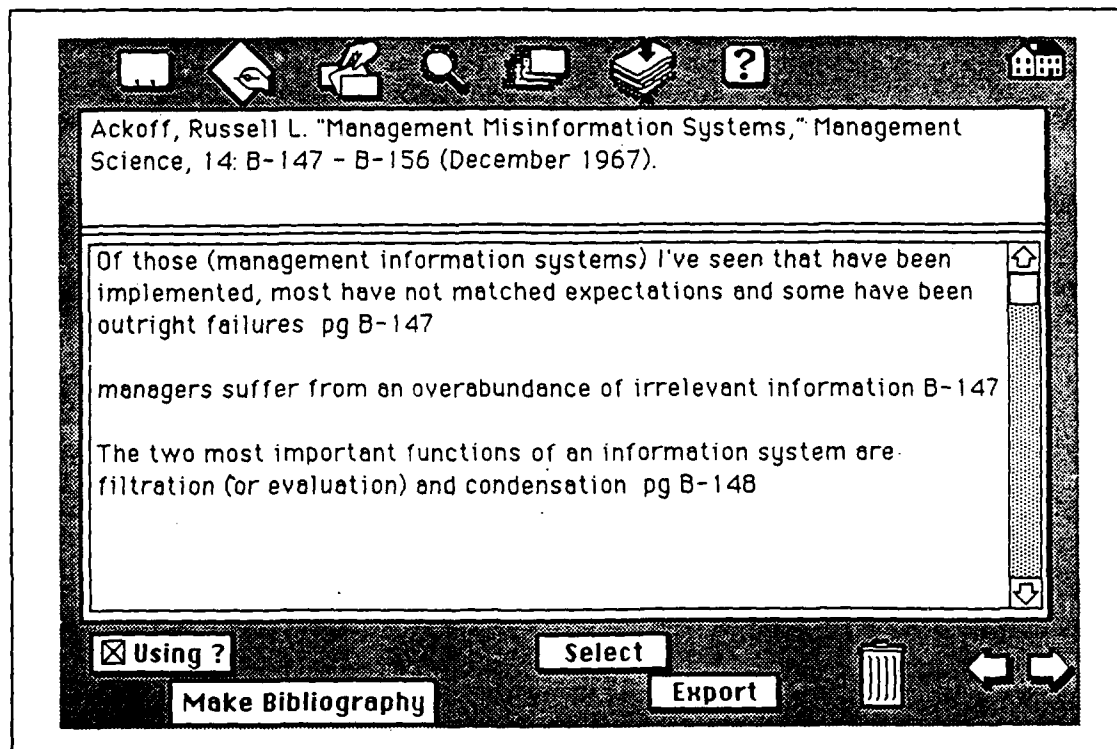 ?
Ackoff, Russell L. "Management Misinformation Systems," Management
Science, 14: B-147 - B-156 (December 1967).
Of those (management information systems) I've seen that have been
implemented, most have not matched expectations and some have been
outright failures pg B-147
managers suffer from an overabundance of irrelevant information B-147
The two most important functions of an information system are
filtration (or evaluation) and condensation pg B-148
Using ?
Select
Make Bibliography
Export